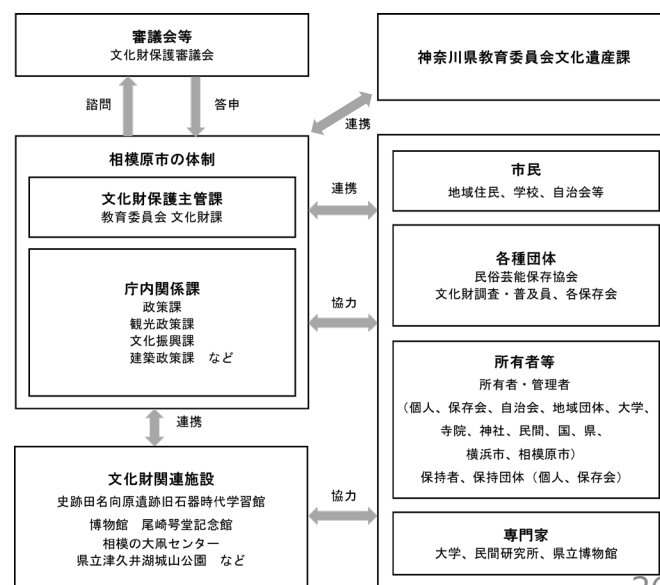 審議会等
文化財保護審議会
諮問
答申
神奈川県教育委員会文化遺産課
連携
相模原市の体制
文化財保護主管課
教育委員会 文化財課
庁内関係課
政策課
観光政策課
文化振興課
建築政策課　など
連携
協力
市民
地域住民、学校、自治会等
各種団体
民俗芸能保存協会
文化財調査・普及員、各保存会
所有者等
所有者・管理者
（個人、保存会、自治会、地域団体、大学、
寺院、神社、民間、国、県、
横浜市、相模原市）
保持者、保持団体（個人、保存会）
専門家
大学、民間研究所、県立博物館
連携
文化財関連施設
史跡田名向原遺跡旧石器時代学習館
博物館　尾崎咢堂記念館
相模の大凧センター
県立津久井湖城山公園　など
協力